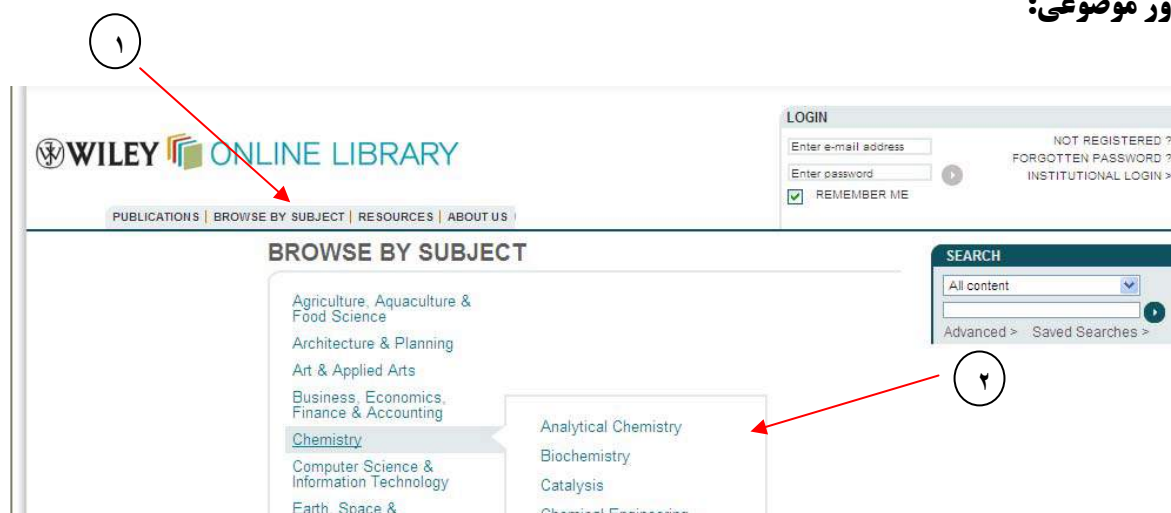 ور موضوعی:
۱
WILEY ONLINE LIBRARY
LOGIN
Enter e-mail address
Enter password
REMEMBER ME
NOT REGISTERED ?
FORGOTTEN PASSWORD ?
INSTITUTIONAL LOGIN >
PUBLICATIONS | BROWSE BY SUBJECT | RESOURCES | ABOUT US
BROWSE BY SUBJECT
SEARCH
All content
Advanced > Saved Searches >
۲
Agriculture, Aquaculture &
Food Science
Architecture & Planning
Art & Applied Arts
Business, Economics,
Finance & Accounting
Chemistry
Computer Science &
Information Technology
Earth, Space &
Analytical Chemistry
Biochemistry
Catalysis
Chemical Engineering